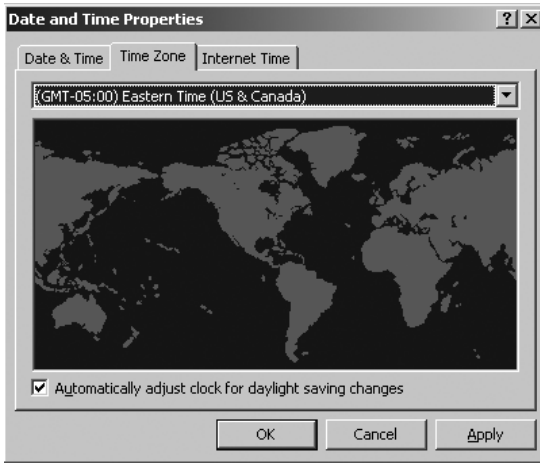 Date and Time Properties
Date & Time Time Zone Internet Time
(GMT-05:00) Eastern Time (US & Canada)
Automatically adjust clock for daylight saving changes
OK Cancel Apply